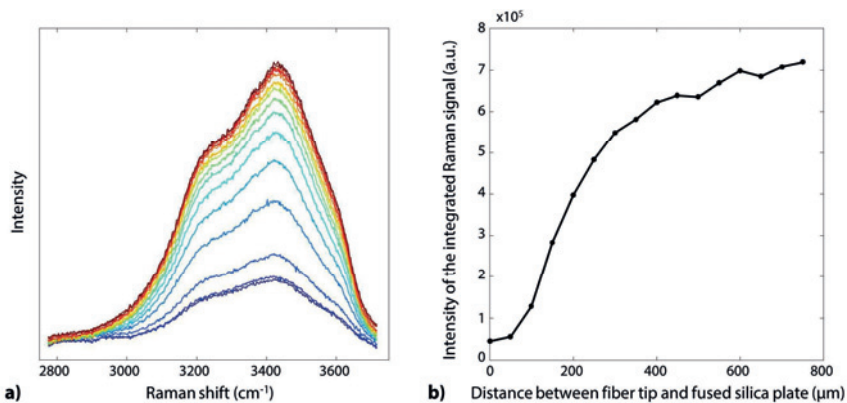 Intensity
2800 3000 3200 3400 3600
Raman shift (cm⁻¹)
a)
x10⁵
Intensity of the integrated Raman signal (a.u.)
8
7
6
5
4
3
2
1
0
0 200 400 600 800
Distance between fiber tip and fused silica plate (µm)
b)